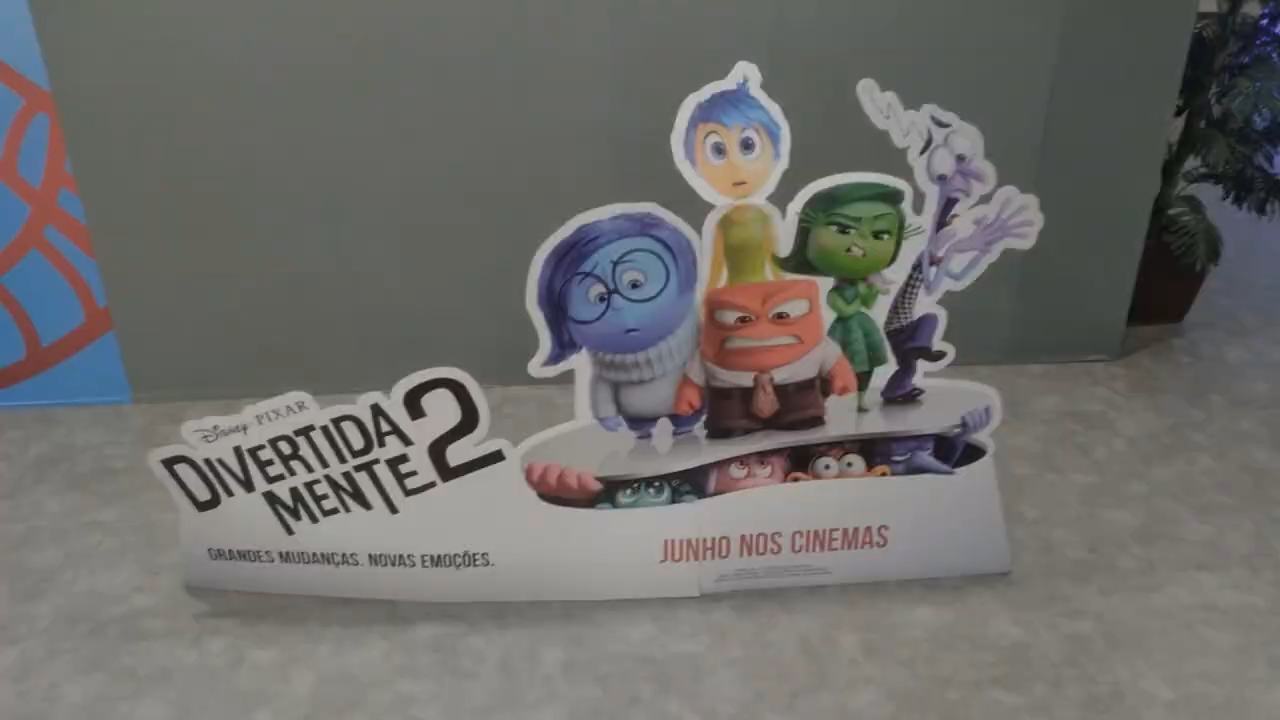 Disney PIXAR
DIVERTIDA
MENTE 2
GRANDES MUDANÇAS. NOVAS EMOÇÕES.
JUNHO NOS CINEMAS